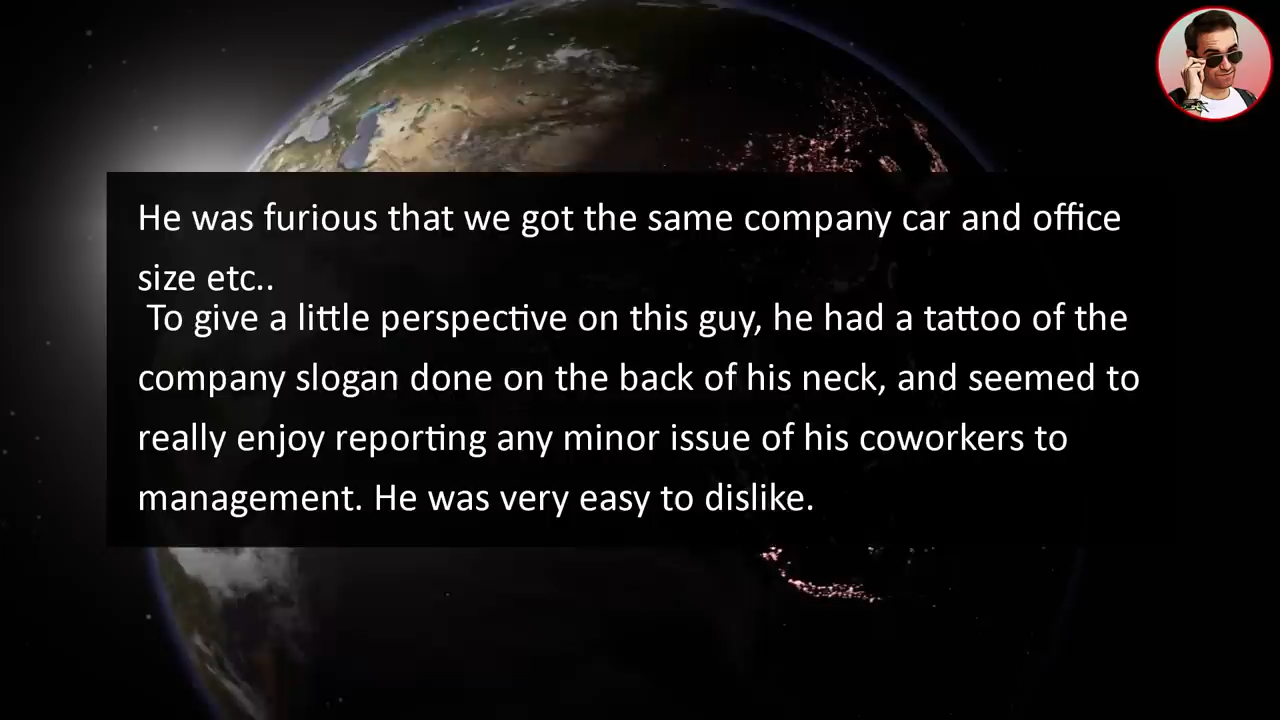 He was furious that we got the same company car and office
size etc..
To give a little perspective on this guy, he had a tattoo of the
company slogan done on the back of his neck, and seemed to
really enjoy reporting any minor issue of his coworkers to
management. He was very easy to dislike.